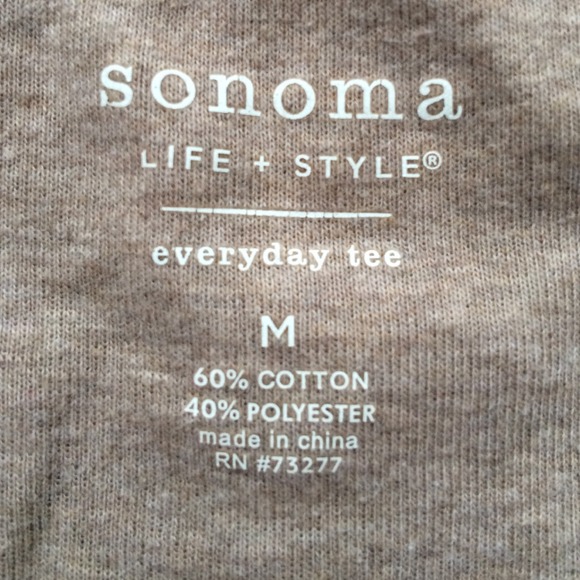 sonoma
LIFE + STYLE®
everyday tee
M
60% COTTON
40% POLYESTER
made in china
RN #73277